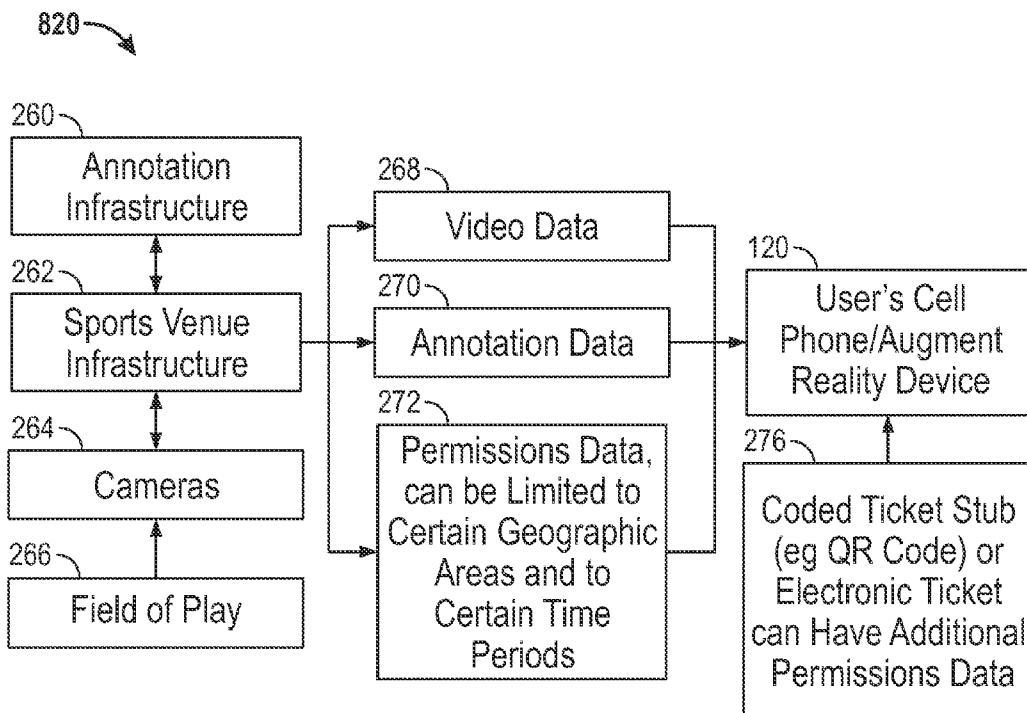 820
260
Annotation
Infrastructure
262
Sports Venue
Infrastructure
264
Cameras
266
Field of Play
268
Video Data
270
Annotation Data
272
Permissions Data,
can be Limited to
Certain Geographic
Areas and to
Certain Time
Periods
120
User's Cell
Phone/Augment
Reality Device
276
Coded Ticket Stub
(eg QR Code) or
Electronic Ticket
can Have Additional
Permissions Data